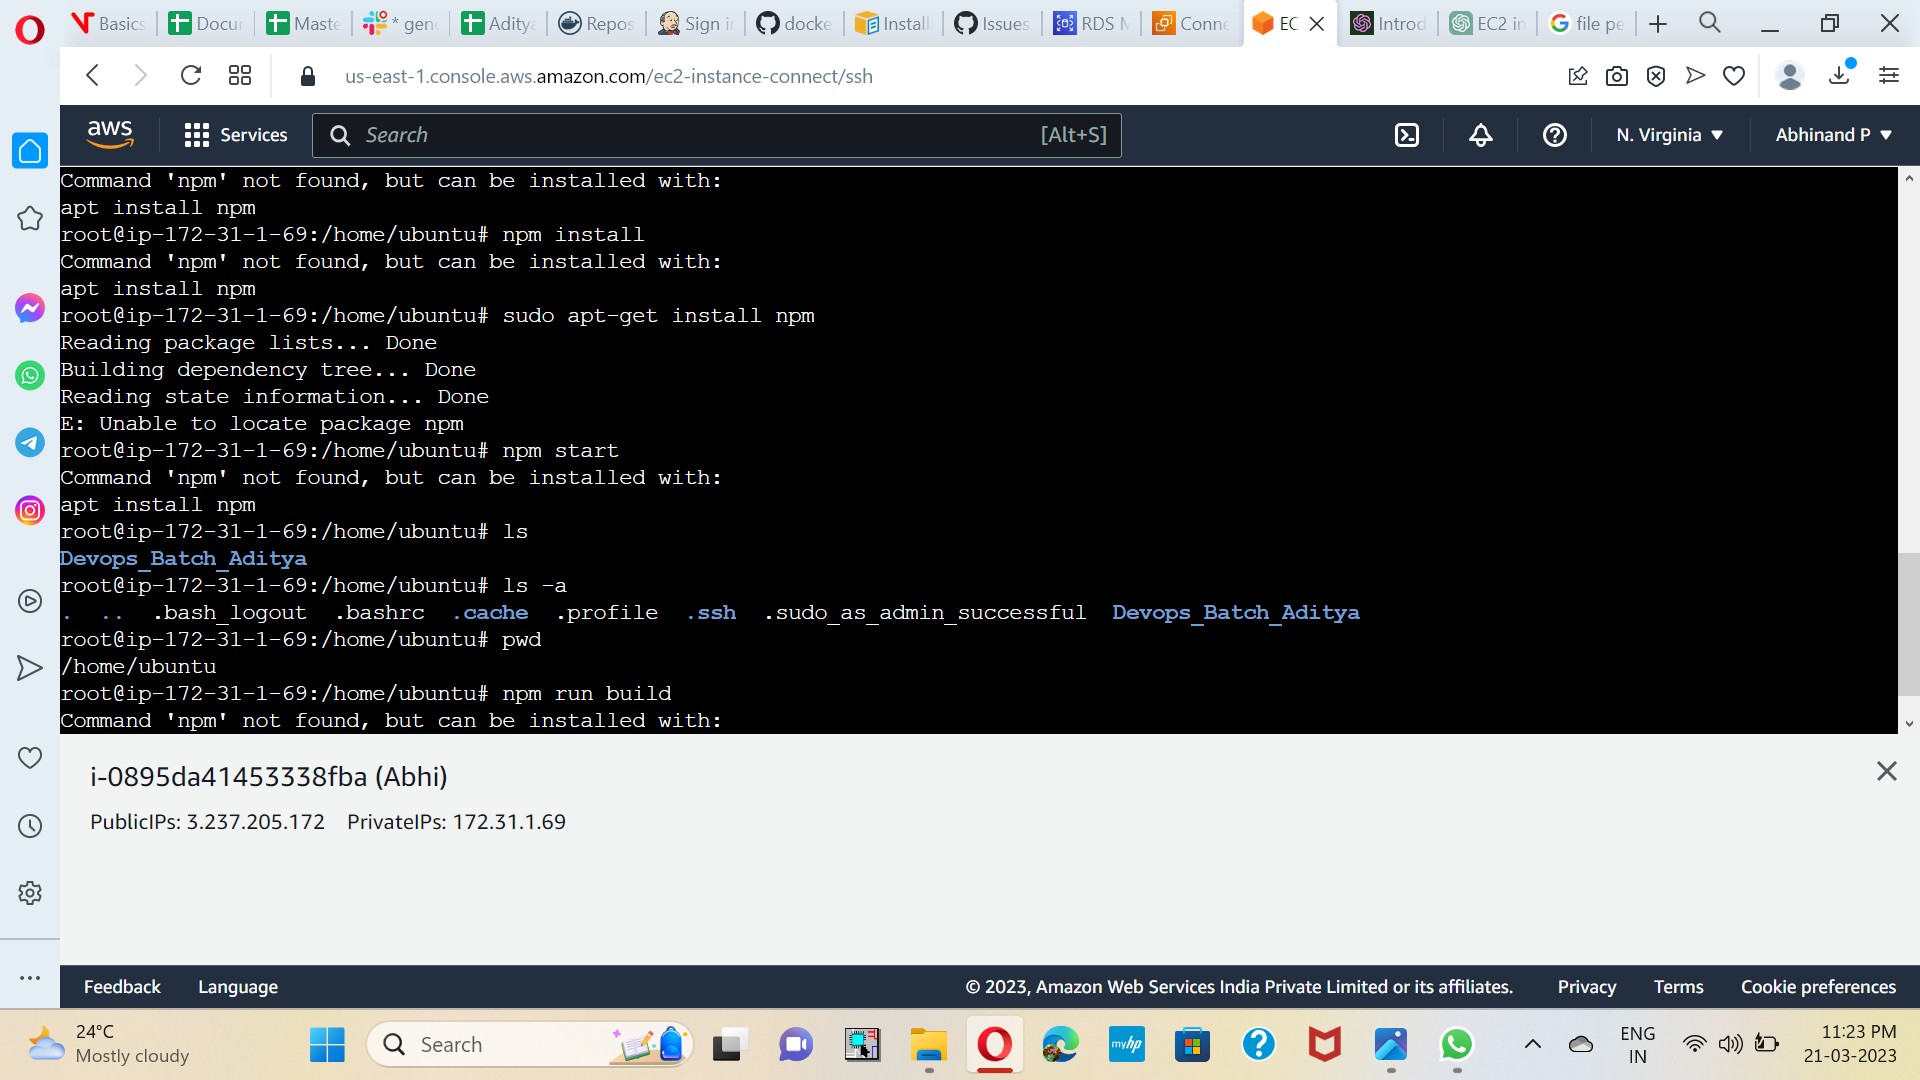 Basics
Docur
Maste
* gene
Aditya
Repos
Sign in
docke
Install
Issues
RDS M
Conne
EC
Introd
EC2 in
file pe
us-east-1.console.aws.amazon.com/ec2-instance-connect/ssh
aws
Services
Search
[Alt+S]
N. Virginia
Abhinand P
Command 'npm' not found, but can be installed with:
apt install npm
root@ip-172-31-1-69:/home/ubuntu# npm install
Command 'npm' not found, but can be installed with:
apt install npm
root@ip-172-31-1-69:/home/ubuntu# sudo apt-get install npm
Reading package lists... Done
Building dependency tree... Done
Reading state information... Done
E: Unable to locate package npm
root@ip-172-31-1-69:/home/ubuntu# npm start
Command 'npm' not found, but can be installed with:
apt install npm
root@ip-172-31-1-69:/home/ubuntu# ls
Devops_Batch_Aditya
root@ip-172-31-1-69:/home/ubuntu# ls -a
.  ..  .bash_logout  .bashrc  .cache  .profile  .ssh  .sudo_as_admin_successful  Devops_Batch_Aditya
root@ip-172-31-1-69:/home/ubuntu# pwd
/home/ubuntu
root@ip-172-31-1-69:/home/ubuntu# npm run build
Command 'npm' not found, but can be installed with:
i-0895da41453338fba (Abhi)
PublicIPs: 3.237.205.172 PrivateIPs: 172.31.1.69
Feedback
Language
© 2023, Amazon Web Services India Private Limited or its affiliates.
Privacy
Terms
Cookie preferences
24°C
Mostly cloudy
Search
myhp
ENG
IN
11:23 PM
21-03-2023